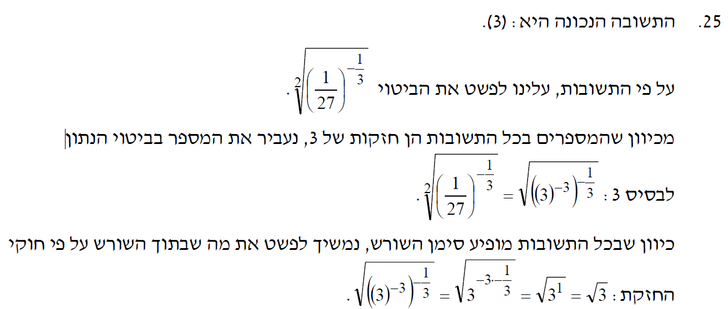 25. התשובה הנכונה היא: (3).
על פי התשובות, עלינו לפשט את הביטוי $\sqrt[2]{\left(\frac{1}{27}\right)^{-\frac{1}{3}}}$ .
מכיוון שהמספרים בכל התשובות הן חזקות של 3, נעביר את המספר בביטוי הנתון
לבסיס 3: $\sqrt[2]{\left(\frac{1}{27}\right)^{-\frac{1}{3}}} = \sqrt{\left((3)^{-3}\right)^{-\frac{1}{3}}}$ .
כיוון שבכל התשובות מופיע סימן השורש, נמשיך לפשט את מה שבתוך השורש על פי חוקי
החזקת: $\sqrt{\left((3)^{-3}\right)^{-\frac{1}{3}}} = \sqrt{3^{-3 \cdot -\frac{1}{3}}} = \sqrt{3^1} = \sqrt{3}$ .